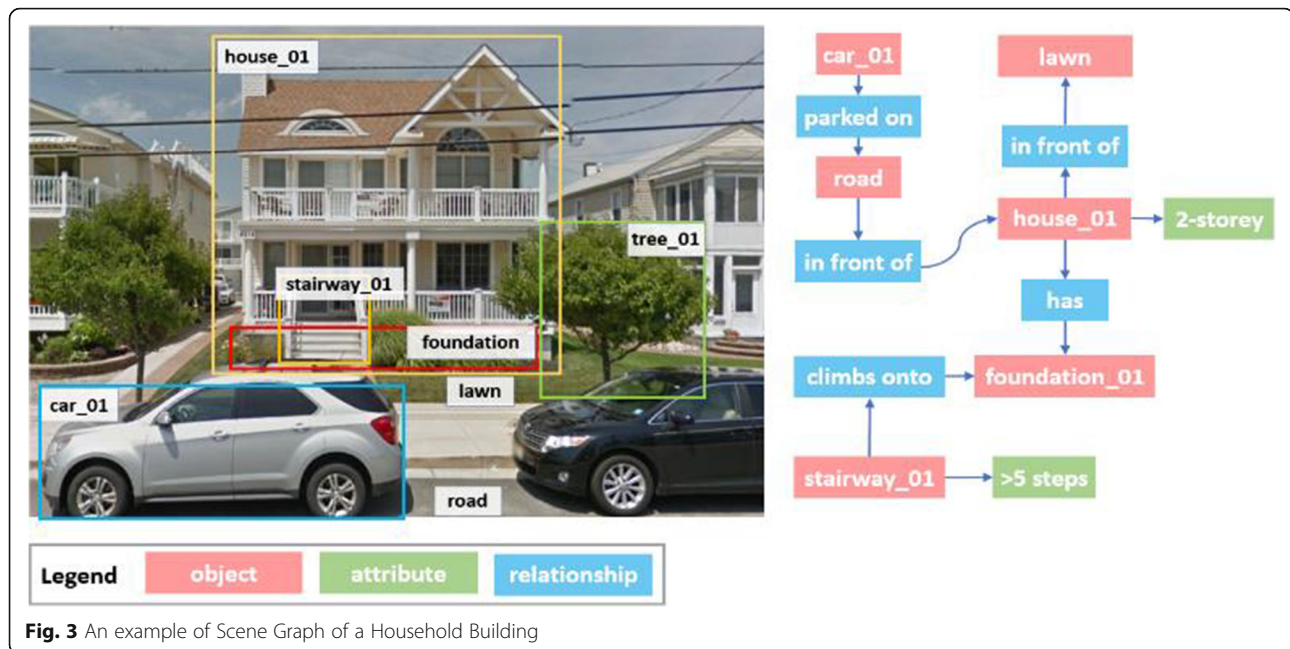 house_01
tree_01
stairway_01
foundation
lawn
car_01
road
car_01
lawn
parked on
in front of
road
house_01
2-storey
in front of
has
climbs onto
foundation_01
stairway_01
>5 steps
Legend
object
attribute
relationship
Fig. 3 An example of Scene Graph of a Household Building